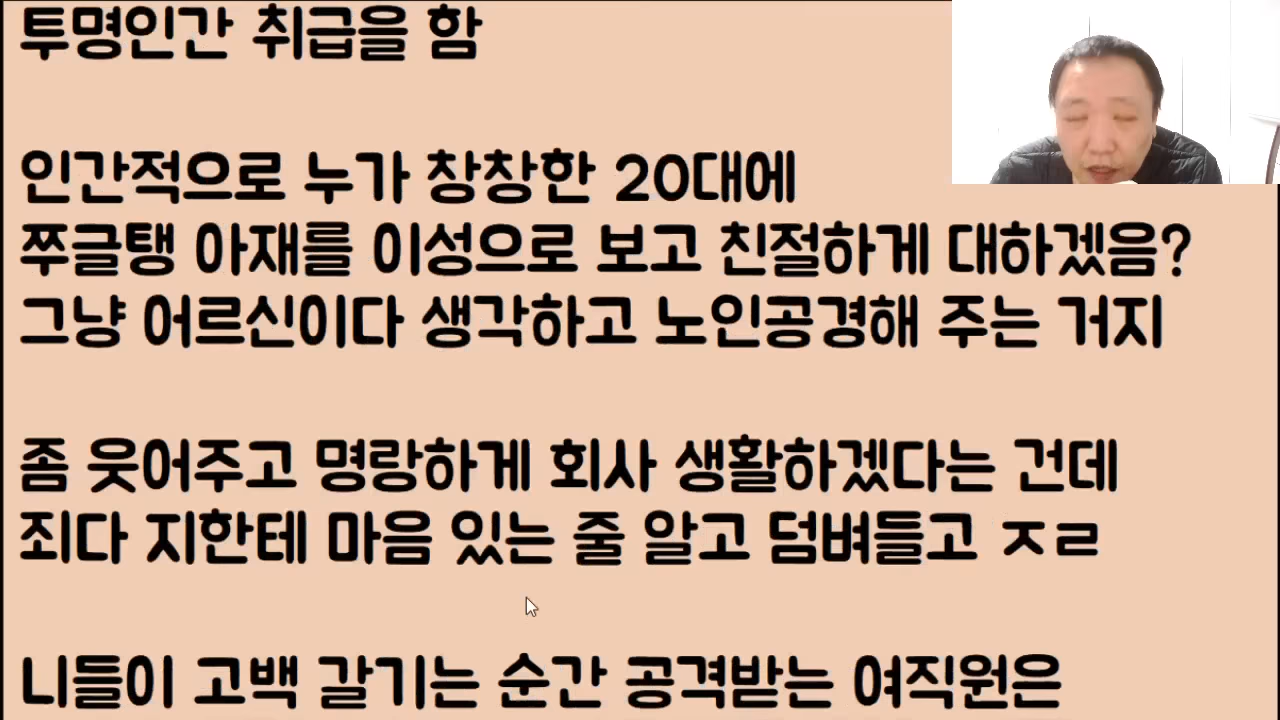 투명인간 취급을 함
인간적으로 누가 창창한 20대에
쭈글탱 아재를 이성으로 보고 친절하게 대하겠음?
그냥 어르신이다 생각하고 노인공경해 주는 거지
좀 웃어주고 명랑하게 회사 생활하겠다는 건데
죄다 지한테 마음 있는 줄 알고 덤벼들고 ㅈㄹ
니들이 고백 갈기는 순간 공격받는 여직원은